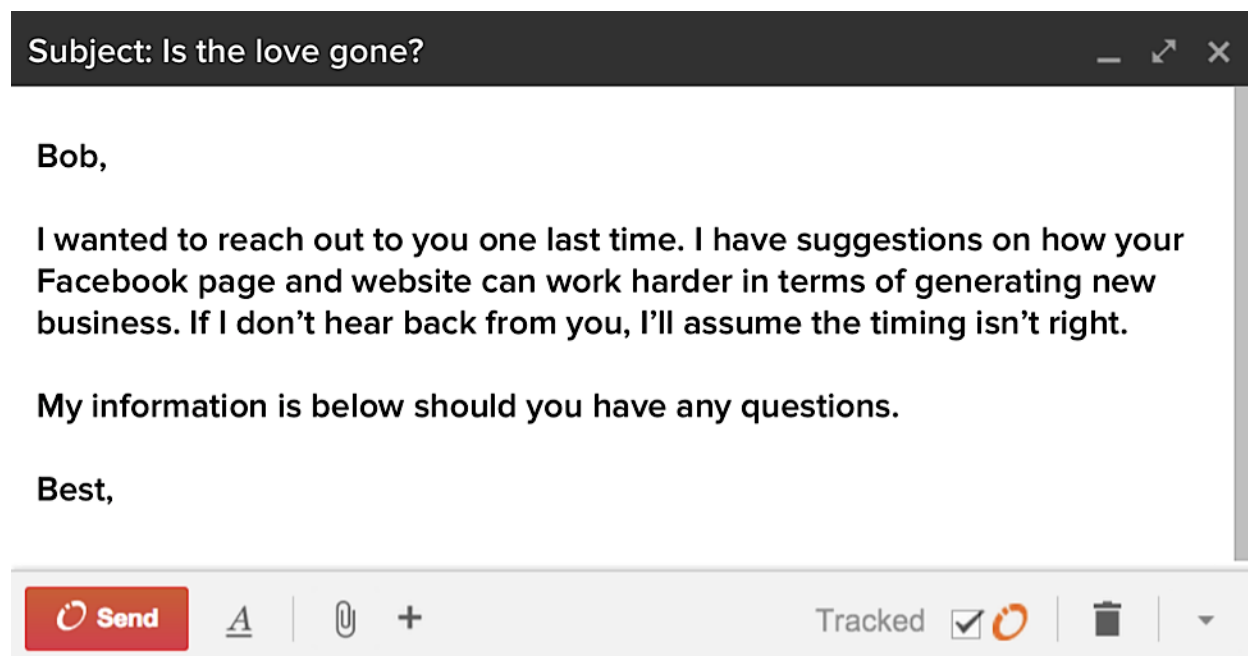 Subject: Is the love gone?
Bob,
I wanted to reach out to you one last time. I have suggestions on how your
Facebook page and website can work harder in terms of generating new
business. If I don’t hear back from you, I’ll assume the timing isn’t right.
My information is below should you have any questions.
Best,
Send A Tracked